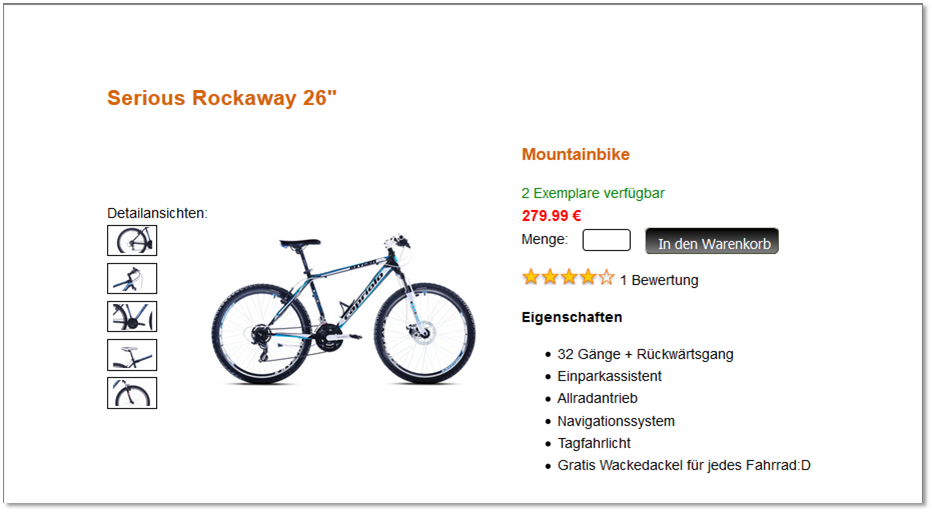 Serious Rockaway 26"
Mountainbike
2 Exemplare verfügbar
279.99 €
Menge:
In den Warenkorb
1 Bewertung
Detailansichten:
Eigenschaften
32 Gänge + Rückwärtsgang
Einparkassistent
Allradantrieb
Navigationssystem
Tagfahrlicht
Gratis Wackedackel für jedes Fahrrad:D